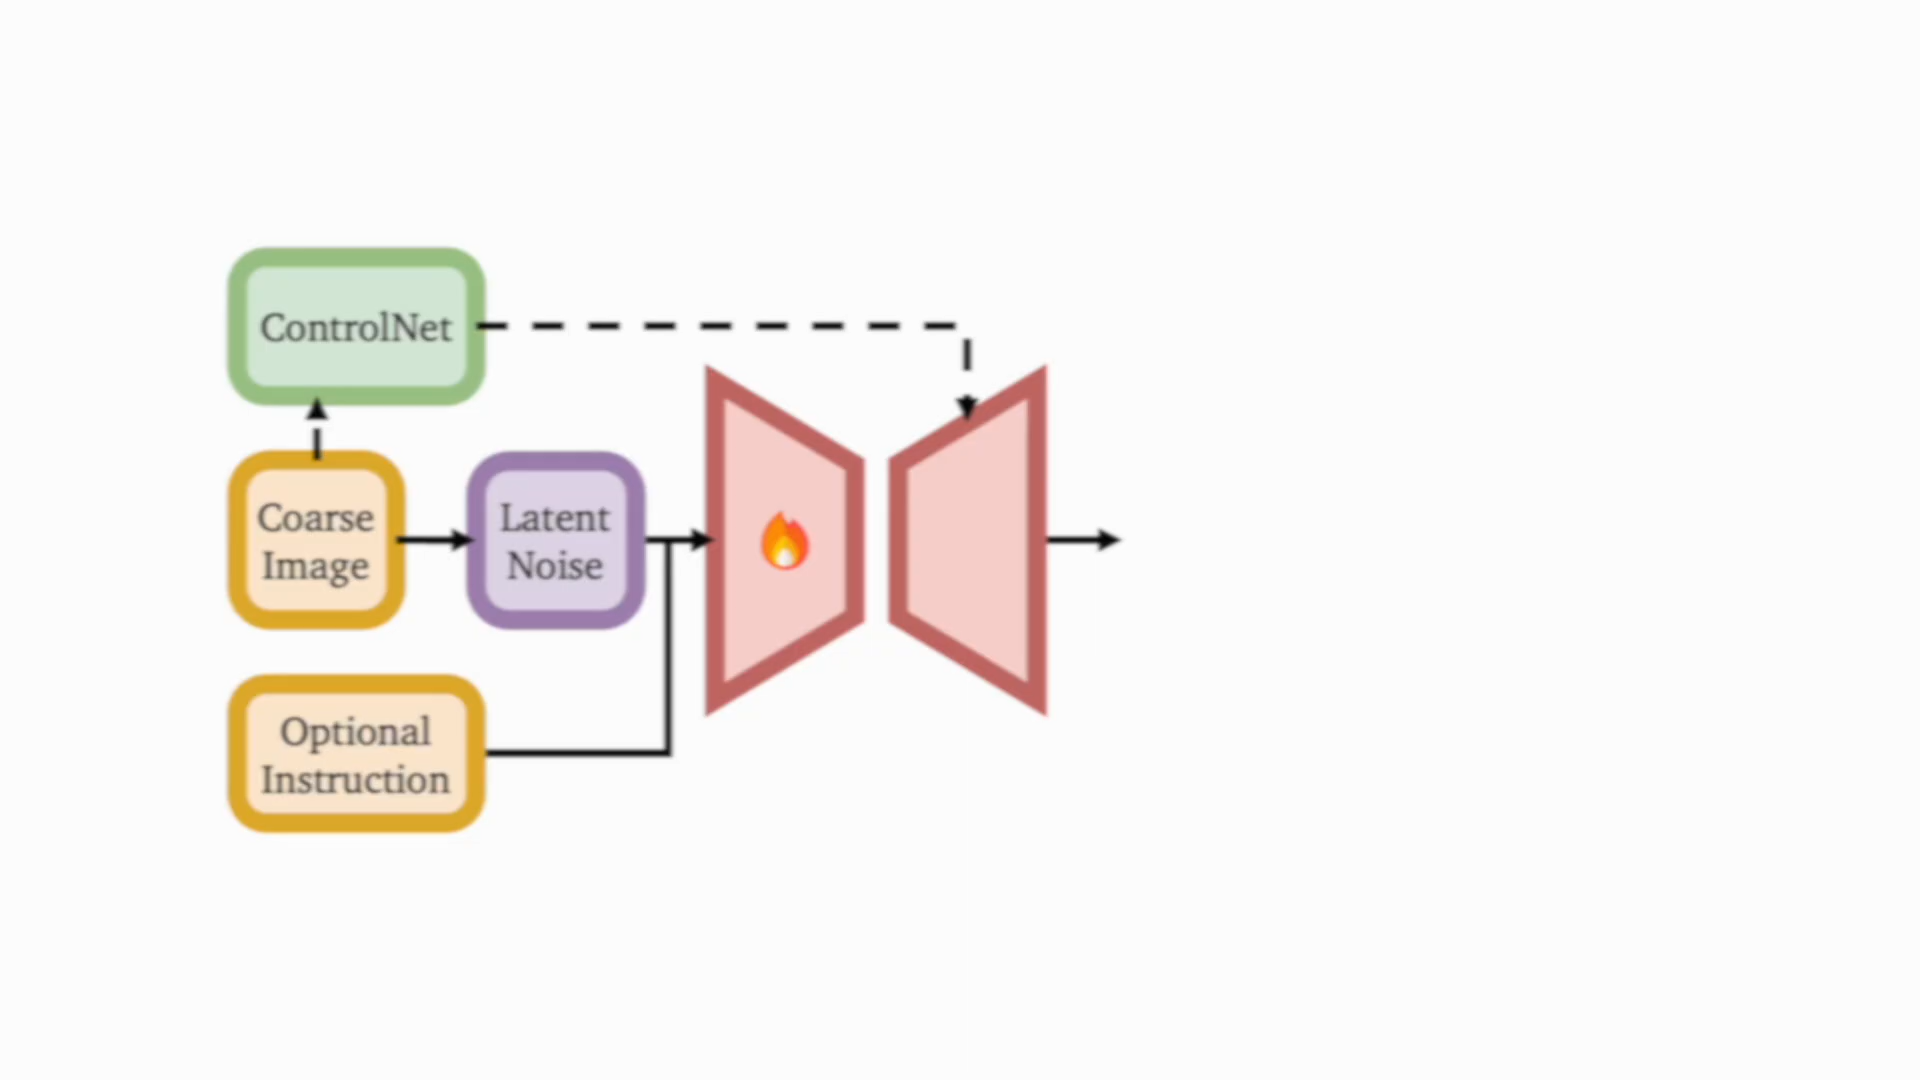 ControlNet
Coarse
Image
Latent
Noise
Optional
Instruction